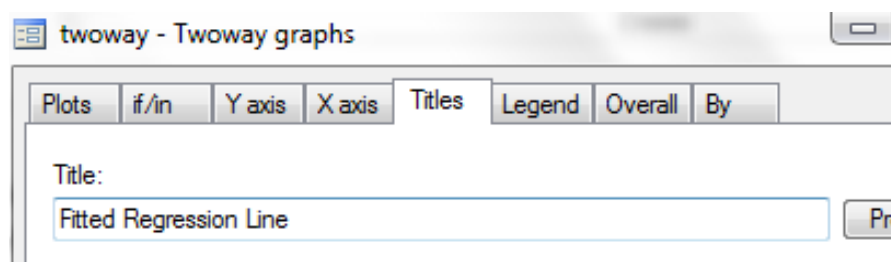 twoway - Twoway graphs
Plots if/in Y axis X axis Titles Legend Overall By
Title:
Fitted Regression Line